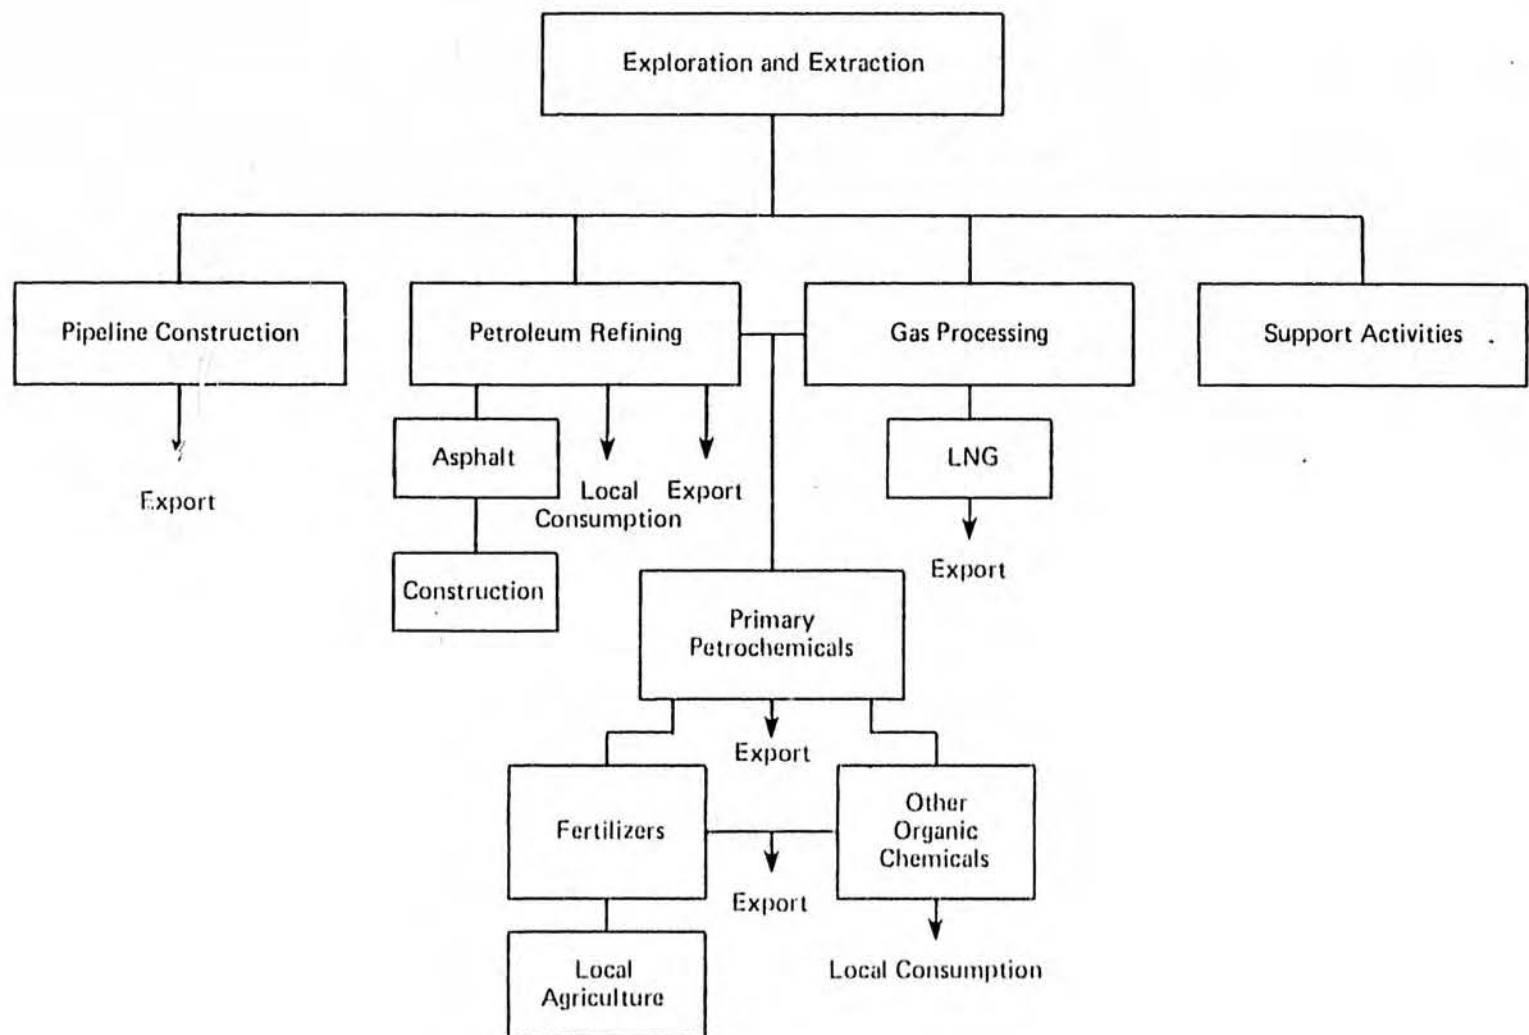 Exploration and Extraction
Pipeline Construction
Petroleum Refining
Gas Processing
Support Activities
Export
Asphalt
Local
Consumption
Export
LNG
Construction
Export
Primary
Petrochemicals
Export
Fertilizers
Other
Organic
Chemicals
Export
Local
Agriculture
Local Consumption